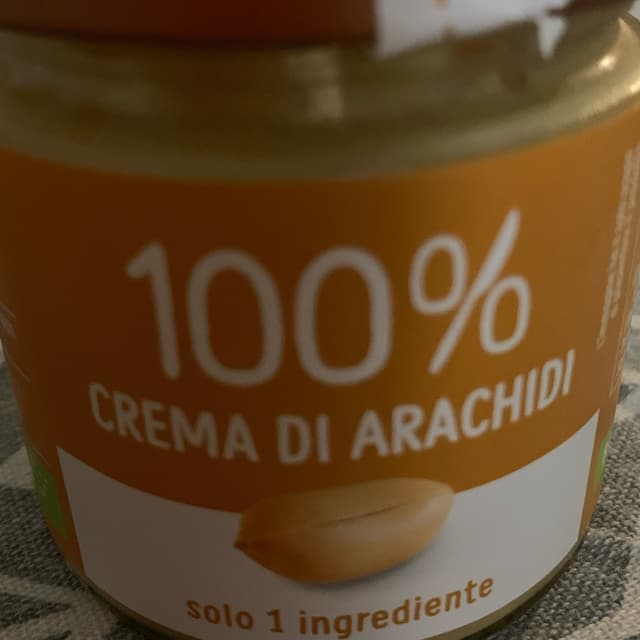 100%
CREMA DI ARACHIDI
solo 1 ingrediente